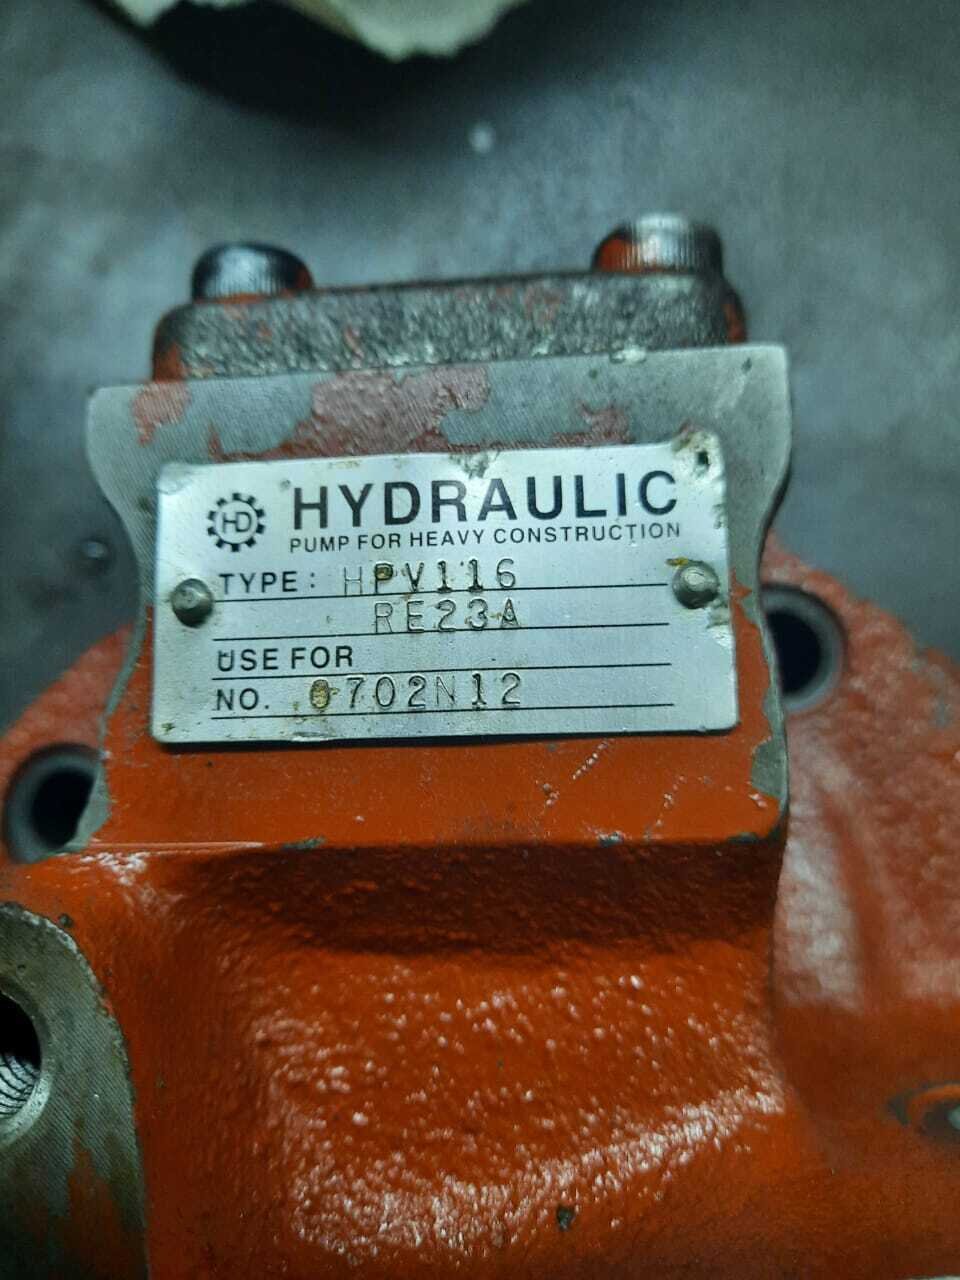 HD HYDRAULIC
PUMP FOR HEAVY CONSTRUCTION
TYPE: HPV116
RE23A
USE FOR
NO. 0702N12